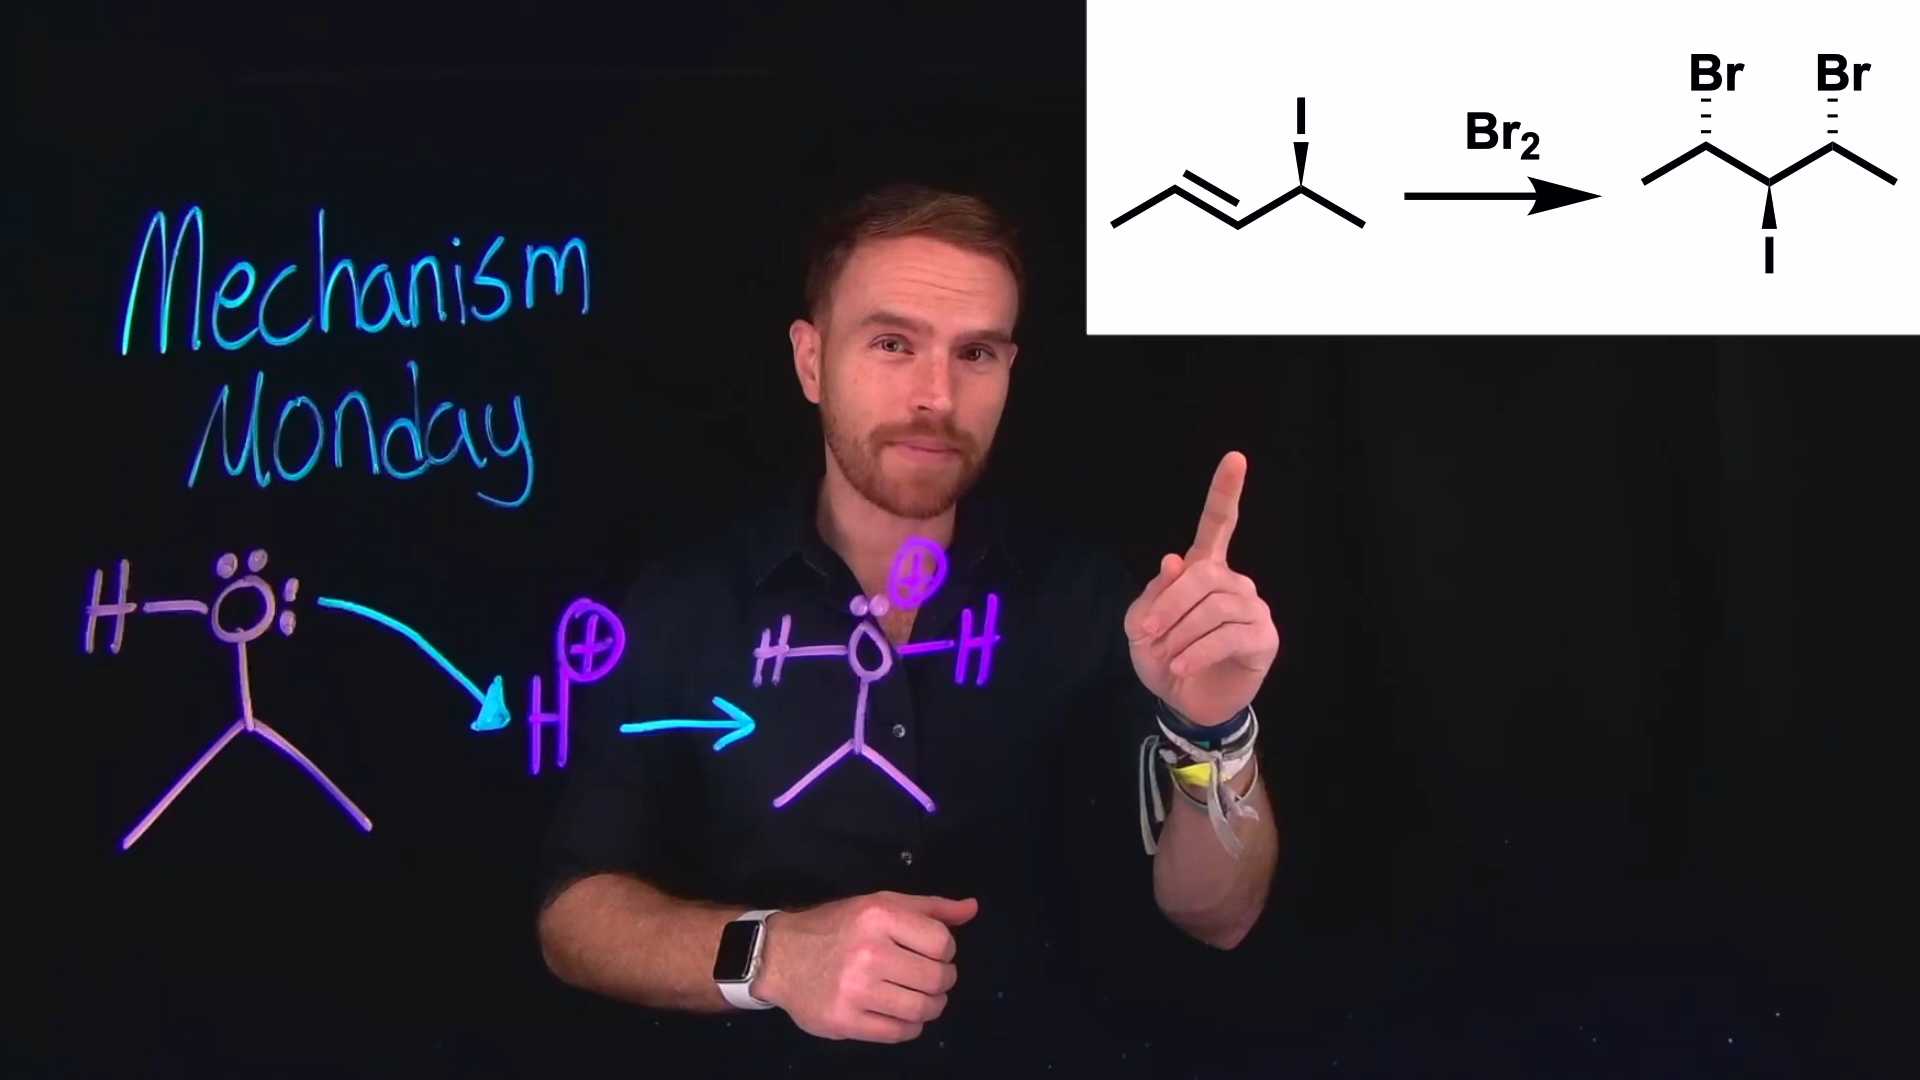 Mechanism
Monday
H–O
H⊕
H–O⊕–H
I
Br₂
Br Br
I